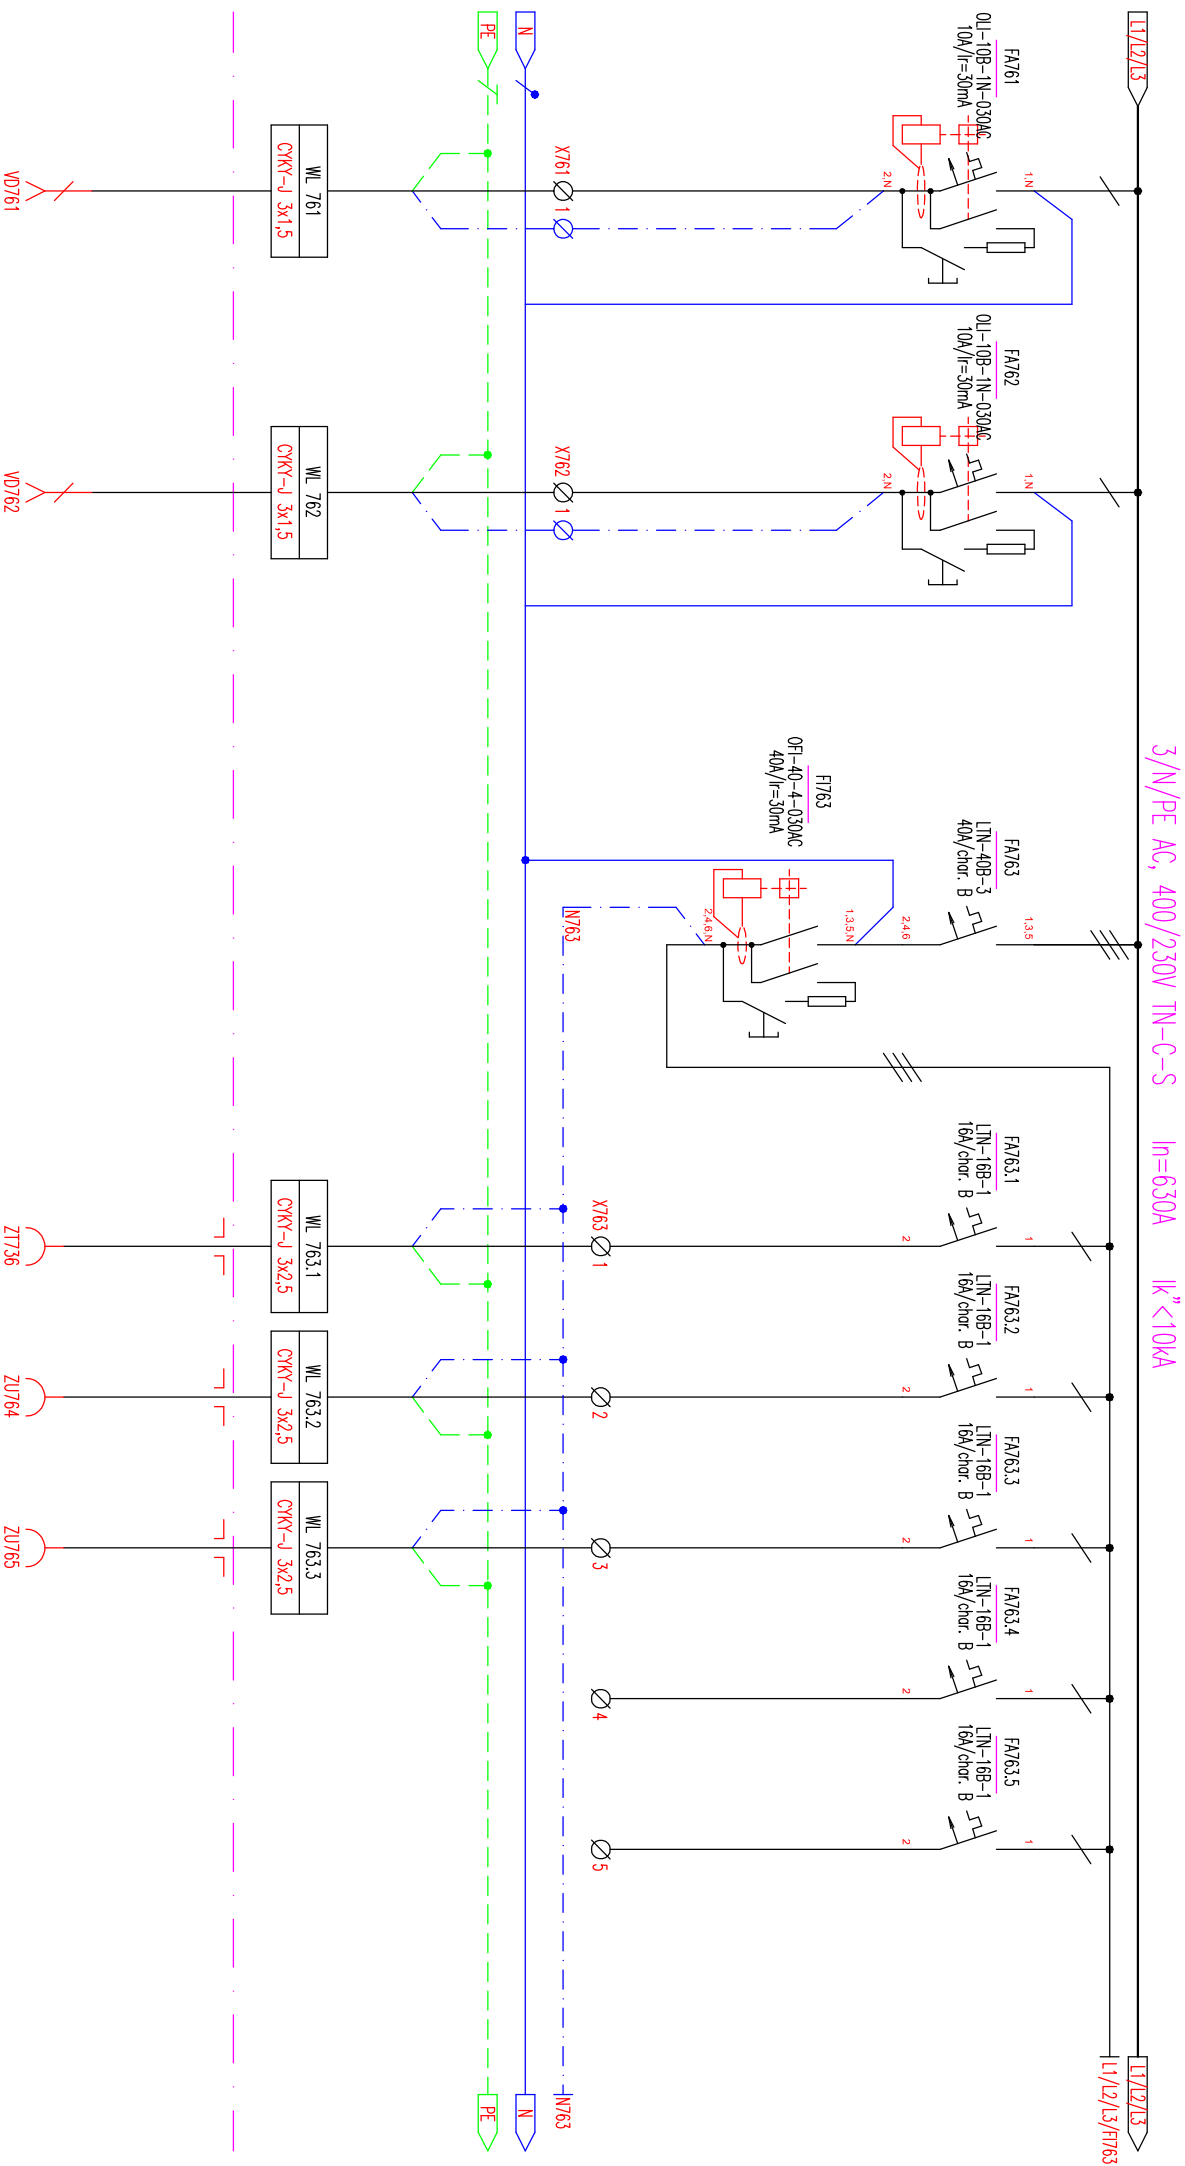 3/N/PE AC, 400/230V TN-C-S In=630A Ik"<10kA
L1/L2/L3
L1/L2/L3
L1/L2/L3/FI763
FA761
OLI-10B-1N-030AC
10A/Ir=30mA
1,N
2,N
FA762
OLI-10B-1N-030AC
10A/Ir=30mA
1,N
2,N
FA763
LTN-40B-3
40A/char. B
1,3,5
2,4,6
FI763
OFI-40-4-030AC
40A/Ir=30mA
1,3,5,N
2,4,6,N
FA763.1
LTN-16B-1
16A/char. B
1
2
FA763.2
LTN-16B-1
16A/char. B
1
2
FA763.3
LTN-16B-1
16A/char. B
1
2
FA763.4
LTN-16B-1
16A/char. B
1
2
FA763.5
LTN-16B-1
16A/char. B
1
2
X761
1
X762
1
X763
1
2
3
4
5
N763
N763
N
N
PE
PE
WL 761
CYKY-J 3x1,5
WL 762
CYKY-J 3x1,5
WL 763.1
CYKY-J 3x2,5
WL 763.2
CYKY-J 3x2,5
WL 763.3
CYKY-J 3x2,5
VD761
VD762
ZT736
ZU764
ZU765